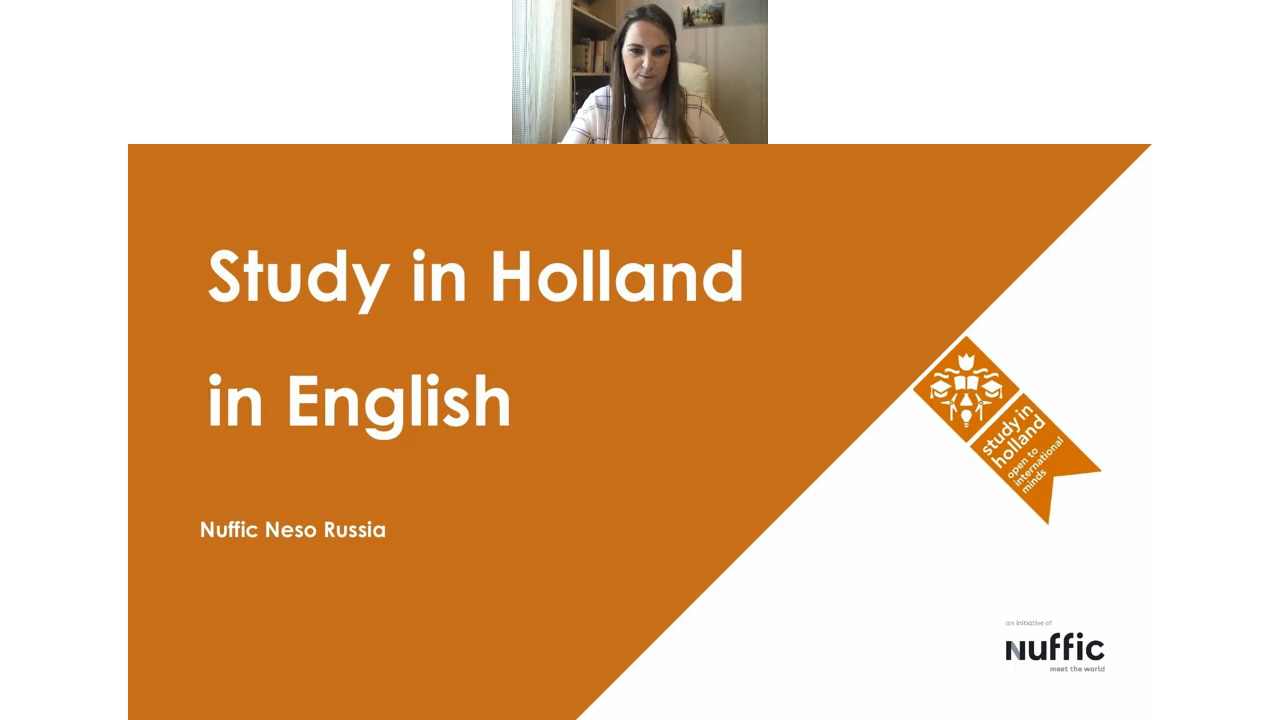 Study in Holland
in English
Nuffic Neso Russia
study in
holland
open to
international
minds
an initiative of
nuffic
meet the world